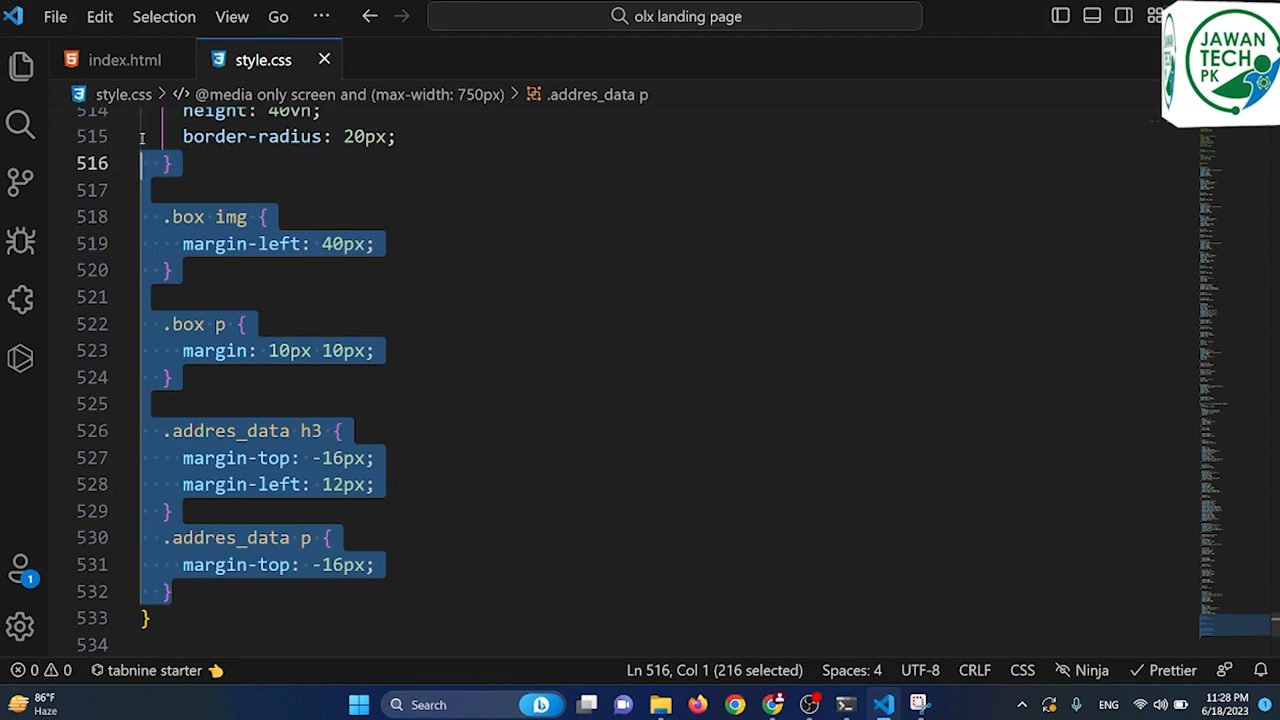 File Edit Selection View Go ··· olx landing page
JAWAN
TECH
PK
index.html style.css
style.css > @media only screen and (max-width: 750px) > .addres_data p
514 height: 40vh;
515 border-radius: 20px;
516 }
517
518 .box img {
519 margin-left: 40px;
520 }
521
522 .box p {
523 margin: 10px 10px;
524 }
525
526 .addres_data h3 {
527 margin-top: -16px;
528 margin-left: 12px;
529 }
530 .addres_data p {
531 margin-top: -16px;
532 }
533 }
534
1
0 0 tabnine starter 👈 Ln 516, Col 1 (216 selected) Spaces: 4 UTF-8 CRLF CSS Ninja Prettier
86°F
Haze
Search
ENG
11:28 PM
6/18/2023
1